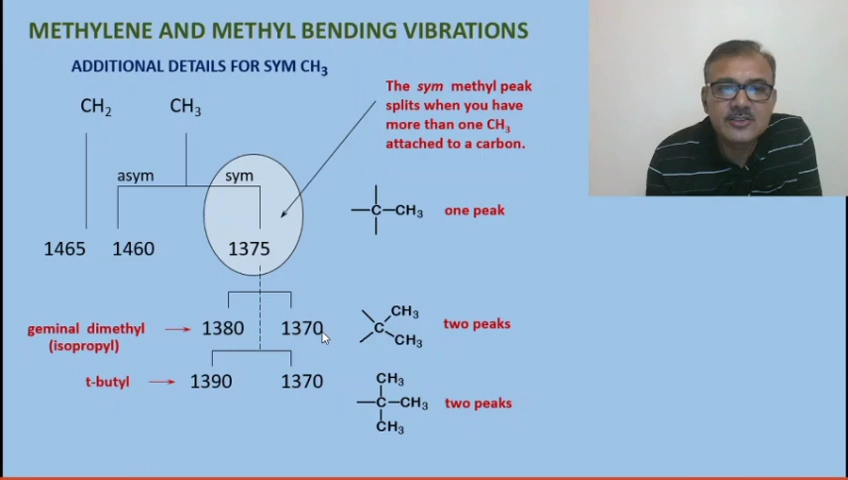 METHYLENE AND METHYL BENDING VIBRATIONS
ADDITIONAL DETAILS FOR SYM CH₃
The sym methyl peak
splits when you have
more than one CH₃
attached to a carbon.
CH₂ CH₃
asym sym
1465 1460 1375
C–CH₃ one peak
geminal dimethyl
(isopropyl)
1380 1370
CH₃
C
CH₃
two peaks
t-butyl 1390 1370
CH₃
–C–CH₃ two peaks
CH₃